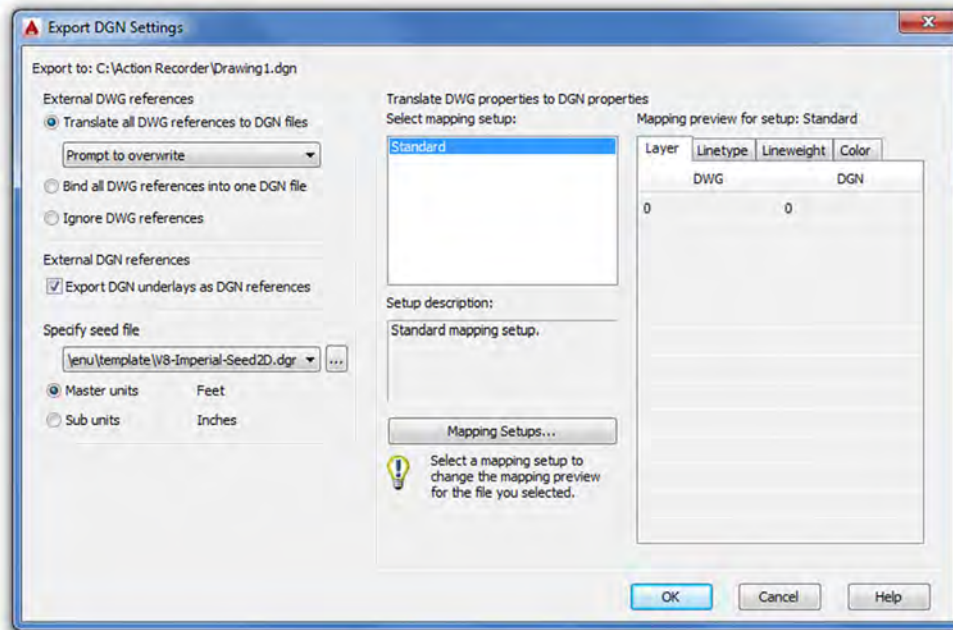 Export DGN Settings
Export to: C:\Action Recorder\Drawing1.dgn
External DWG references
Translate all DWG references to DGN files
Prompt to overwrite
Bind all DWG references into one DGN file
Ignore DWG references
External DGN references
Export DGN underlays as DGN references
Specify seed file
\enu\template\V8-Imperial-Seed2D.dgr
...
Master units Feet
Sub units Inches
Translate DWG properties to DGN properties
Select mapping setup:
Standard
Setup description:
Standard mapping setup.
Mapping Setups...
Select a mapping setup to
change the mapping preview
for the file you selected.
Mapping preview for setup: Standard
Layer Linetype Lineweight Color
DWG DGN
0 0
OK Cancel Help